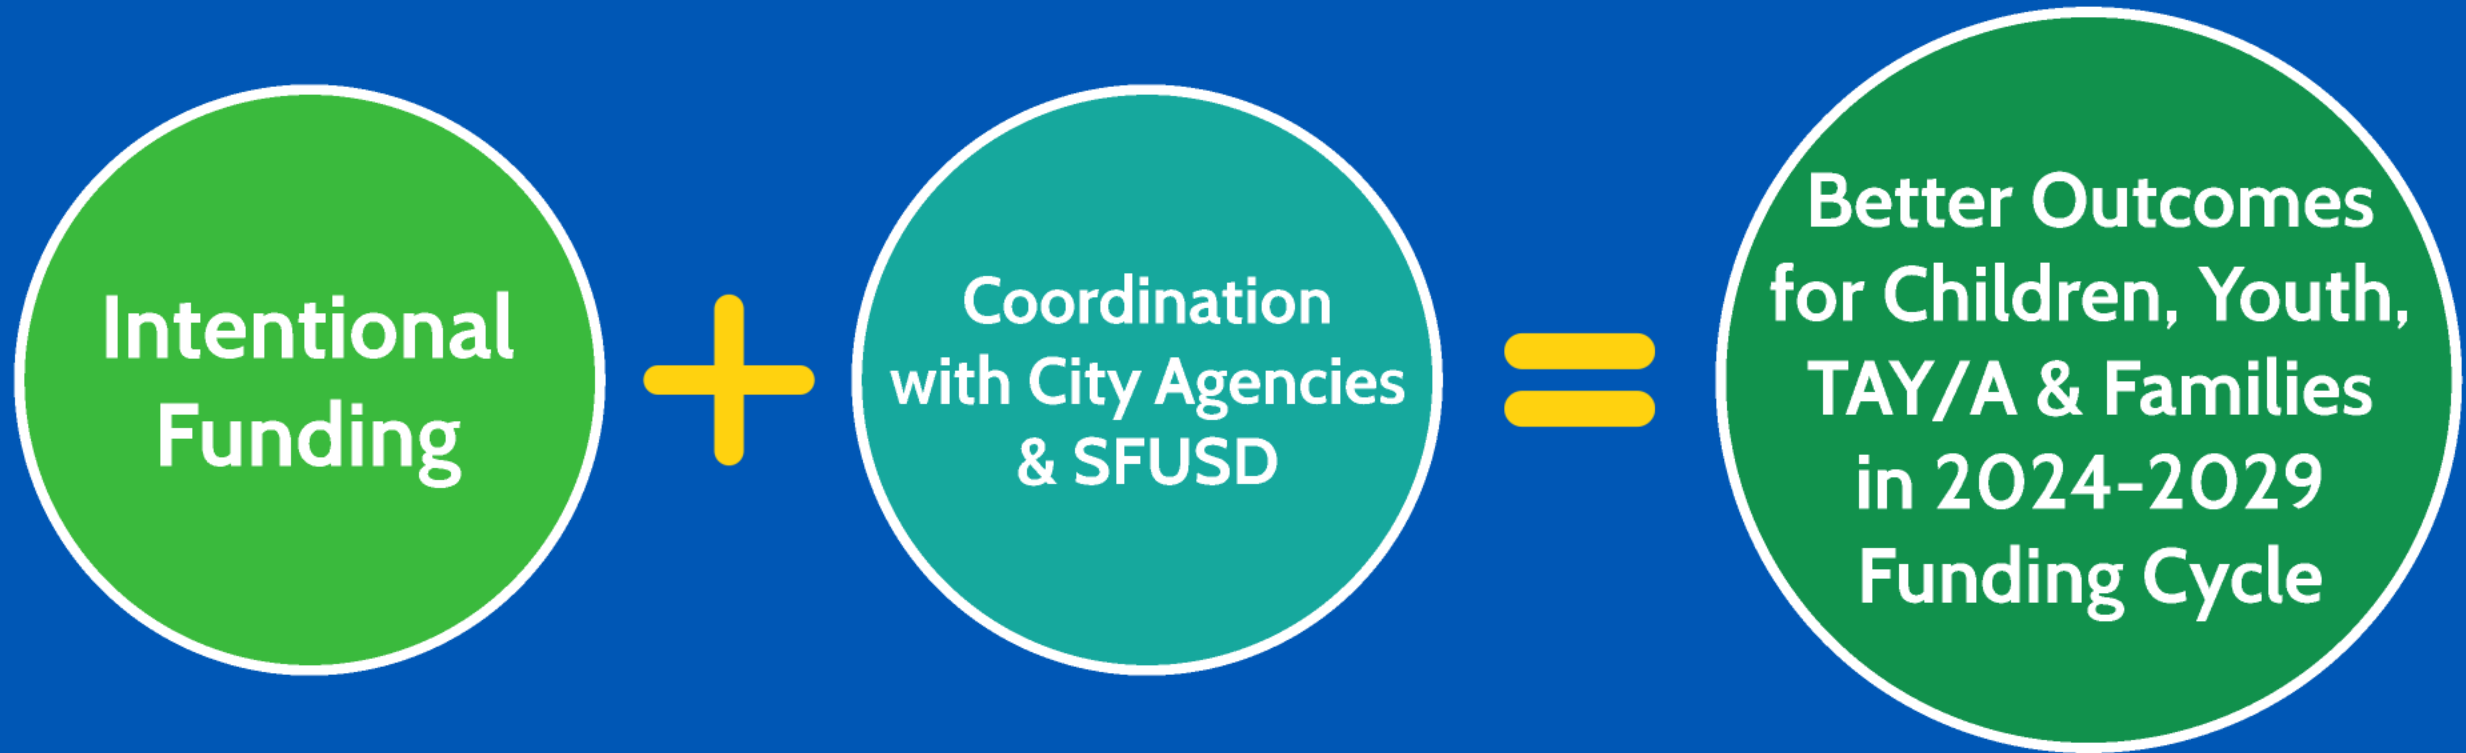 Intentional
Funding
+
Coordination
with City Agencies
& SFUSD
=
Better Outcomes
for Children, Youth,
TAY/A & Families
in 2024-2029
Funding Cycle